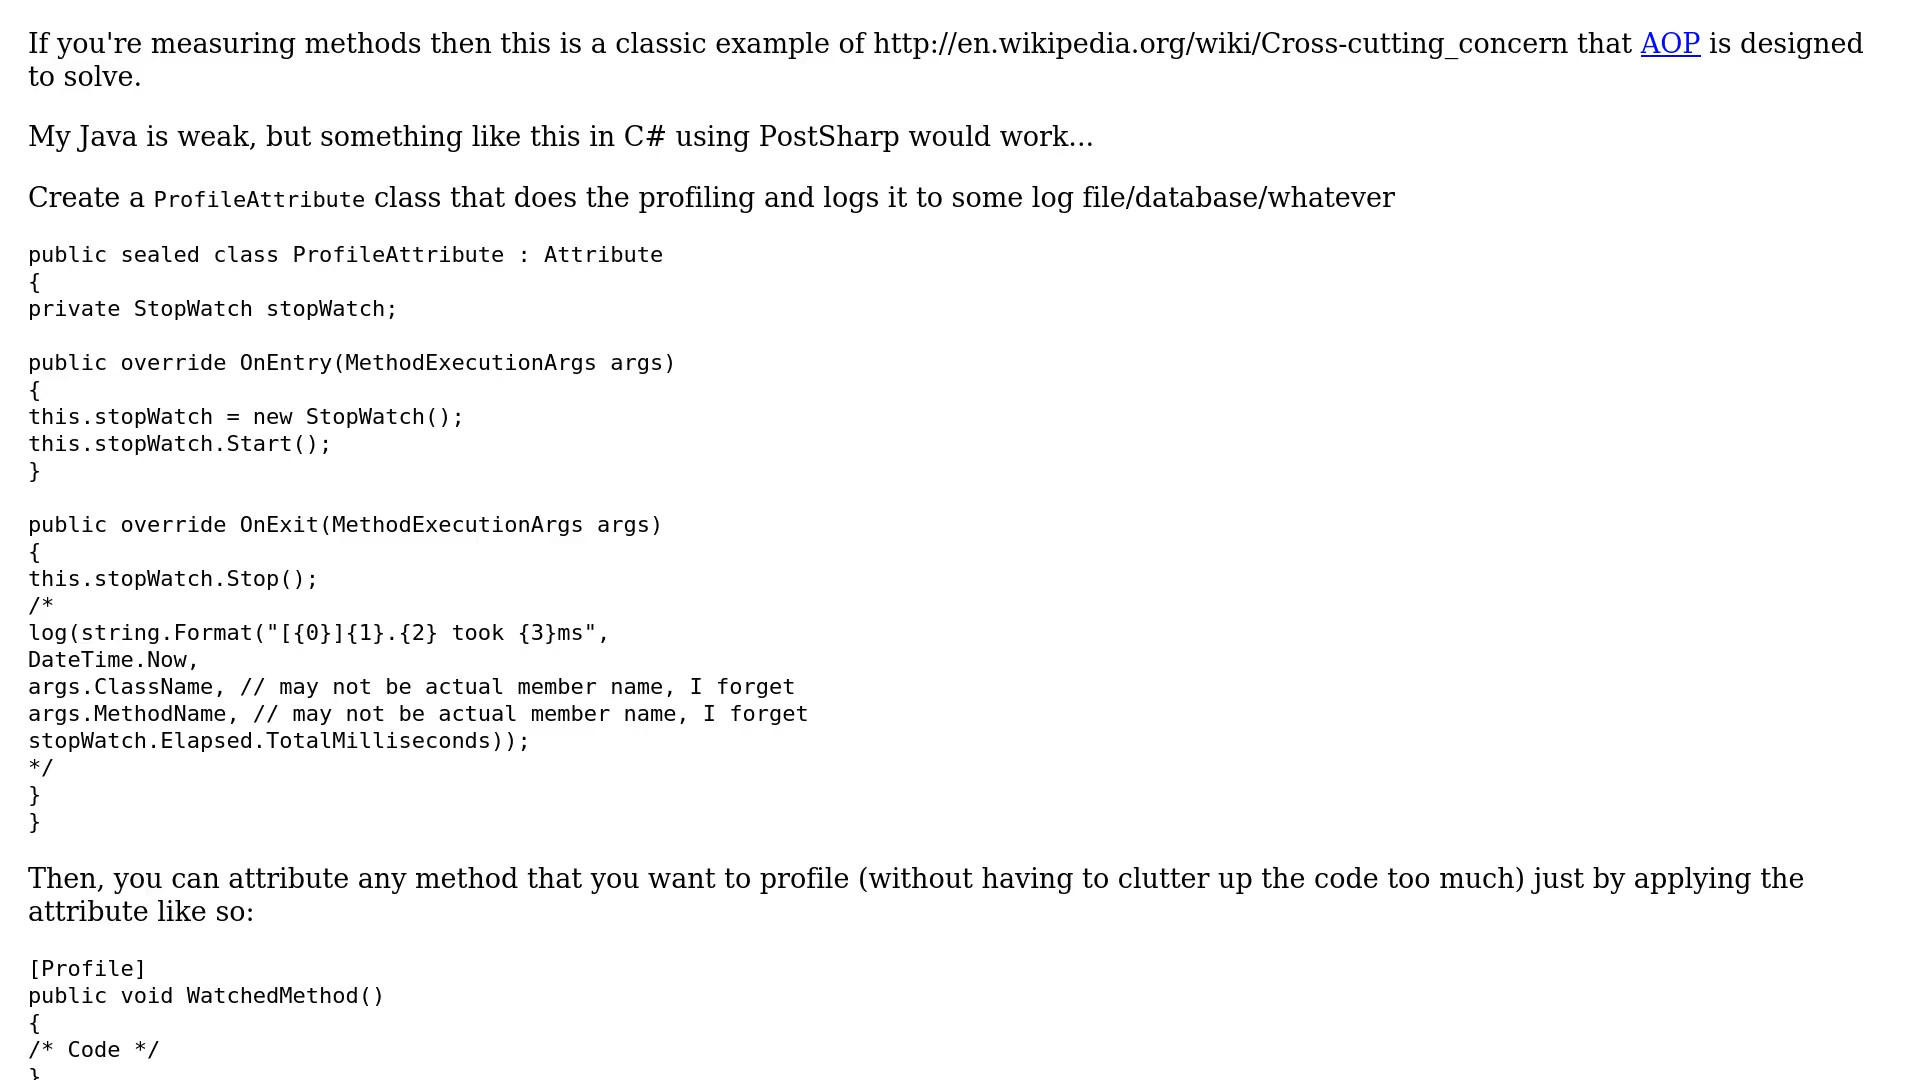 If you're measuring methods then this is a classic example of http://en.wikipedia.org/wiki/Cross-cutting_concern that AOP is designed
to solve.
My Java is weak, but something like this in C# using PostSharp would work...
Create a ProfileAttribute class that does the profiling and logs it to some log file/database/whatever
public sealed class ProfileAttribute : Attribute
{
private StopWatch stopWatch;
public override OnEntry(MethodExecutionArgs args)
{
this.stopWatch = new StopWatch();
this.stopWatch.Start();
}
public override OnExit(MethodExecutionArgs args)
{
this.stopWatch.Stop();
/*
log(string.Format("[{0}]{1}.{2} took {3}ms",
DateTime.Now,
args.ClassName, // may not be actual member name, I forget
args.MethodName, // may not be actual member name, I forget
stopWatch.Elapsed.TotalMilliseconds));
*/
}
}
Then, you can attribute any method that you want to profile (without having to clutter up the code too much) just by applying the
attribute like so:
[Profile]
public void WatchedMethod()
{
/* Code */
}